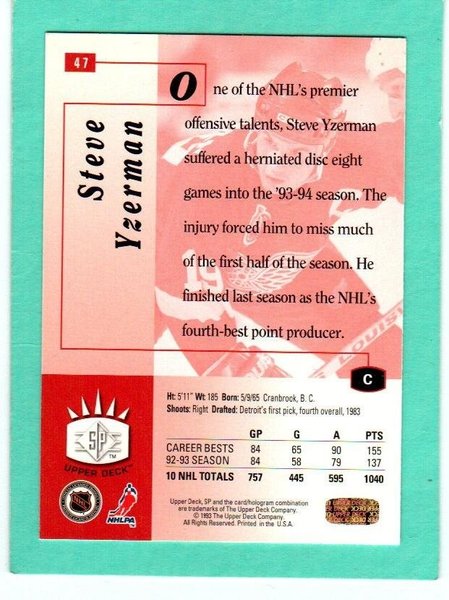 47
Steve
Yzerman
One of the NHL's premier
offensive talents, Steve Yzerman
suffered a herniated disc eight
games into the '93-94 season. The
injury forced him to miss much
of the first half of the season. He
finished last season as the NHL's
fourth-best point producer.
C
Ht: 5'11" Wt: 185 Born: 5/9/65 Cranbrook, B. C.
Shoots: Right Drafted: Detroit's first pick, fourth overall, 1983
GP G A PTS
CAREER BESTS 84 65 90 155
92-93 SEASON 84 58 79 137
10 NHL TOTALS 757 445 595 1040
SP TM
UPPER DECK
NHL
NHLPA
Upper Deck, SP and the card/hologram combination
are trademarks of The Upper Deck Company.
© 1993 The Upper Deck Company.
All Rights Reserved. Printed in the U.S.A.